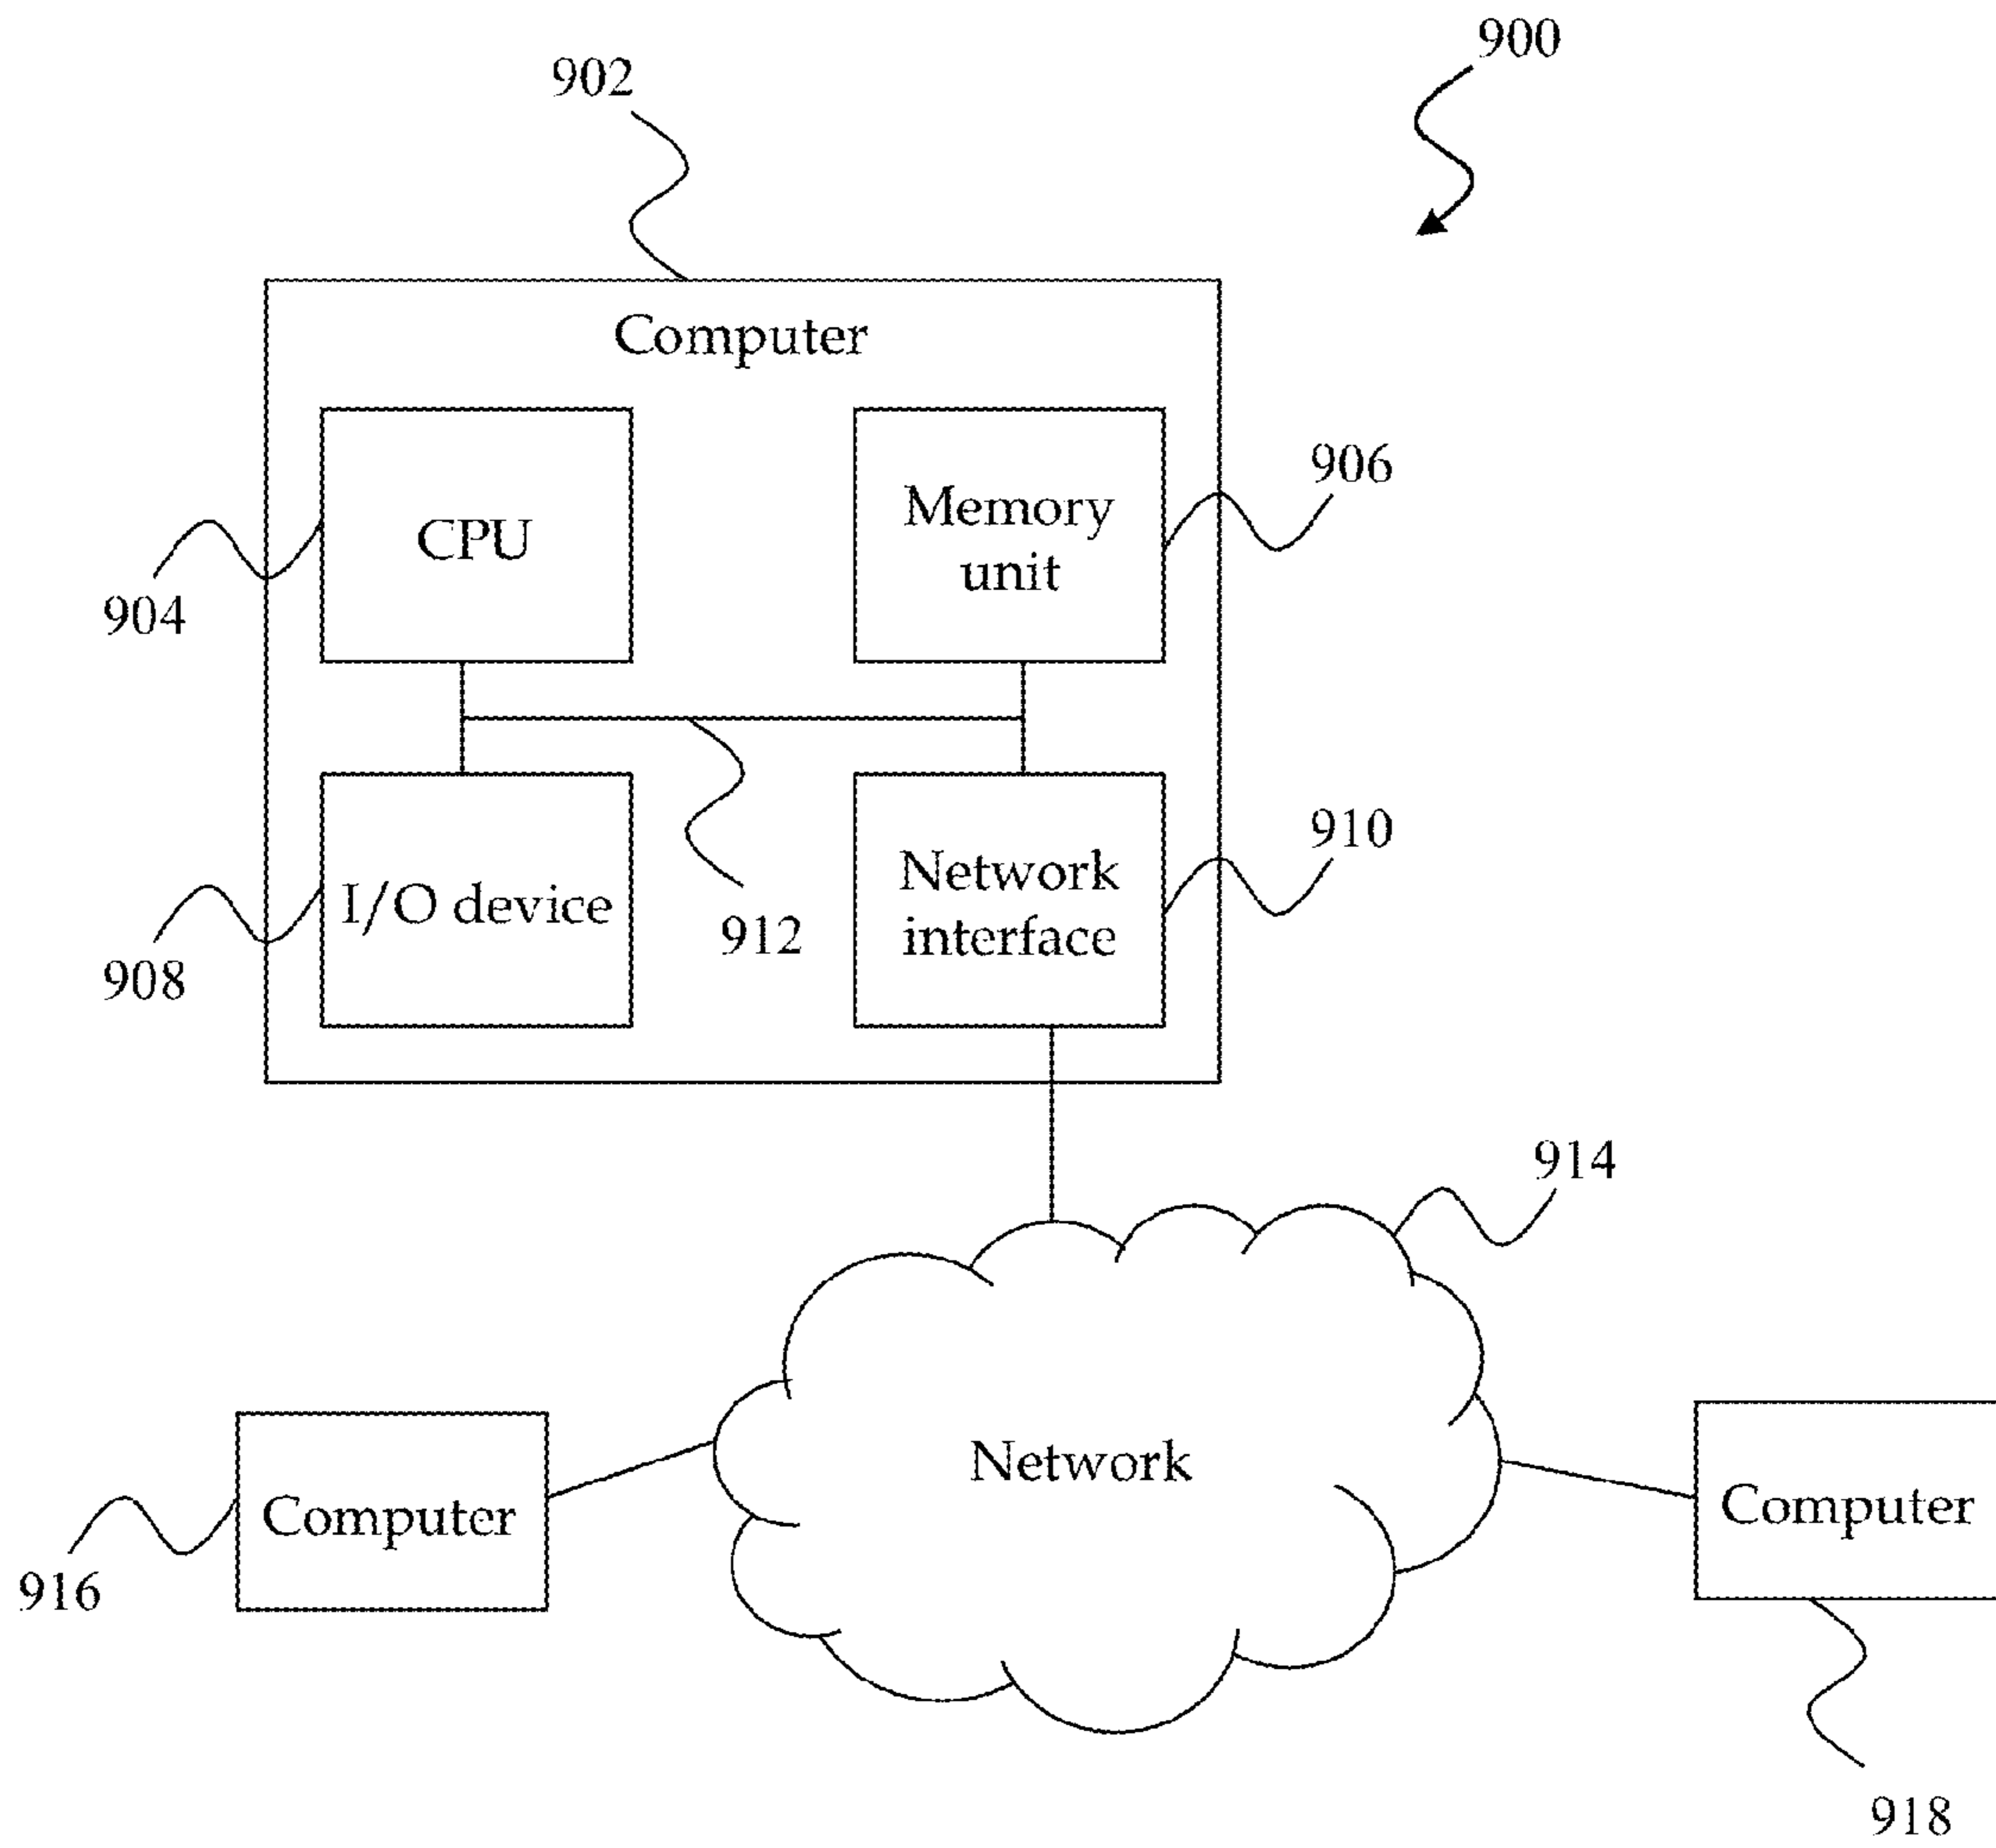 900
902
Computer
CPU
Memory
unit
906
904
I/O device
Network
interface
910
912
908
914
Network
Computer
Computer
916
918